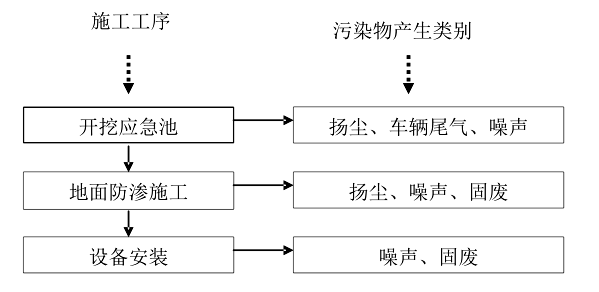 施工工序
污染物产生类别
开挖应急池
扬尘、车辆尾气、噪声
地面防渗施工
扬尘、噪声、固废
设备安装
噪声、固废